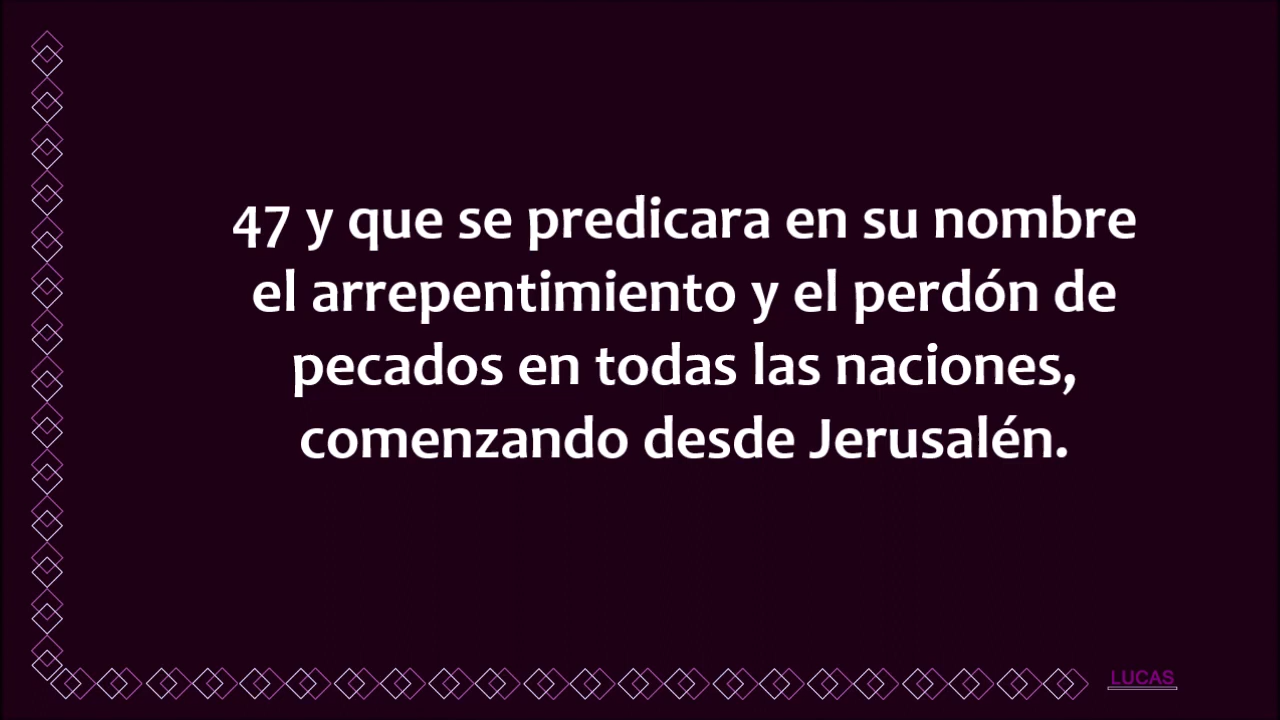 47 y que se predicara en su nombre
el arrepentimiento y el perdón de
pecados en todas las naciones,
comenzando desde Jerusalén.
LUCAS